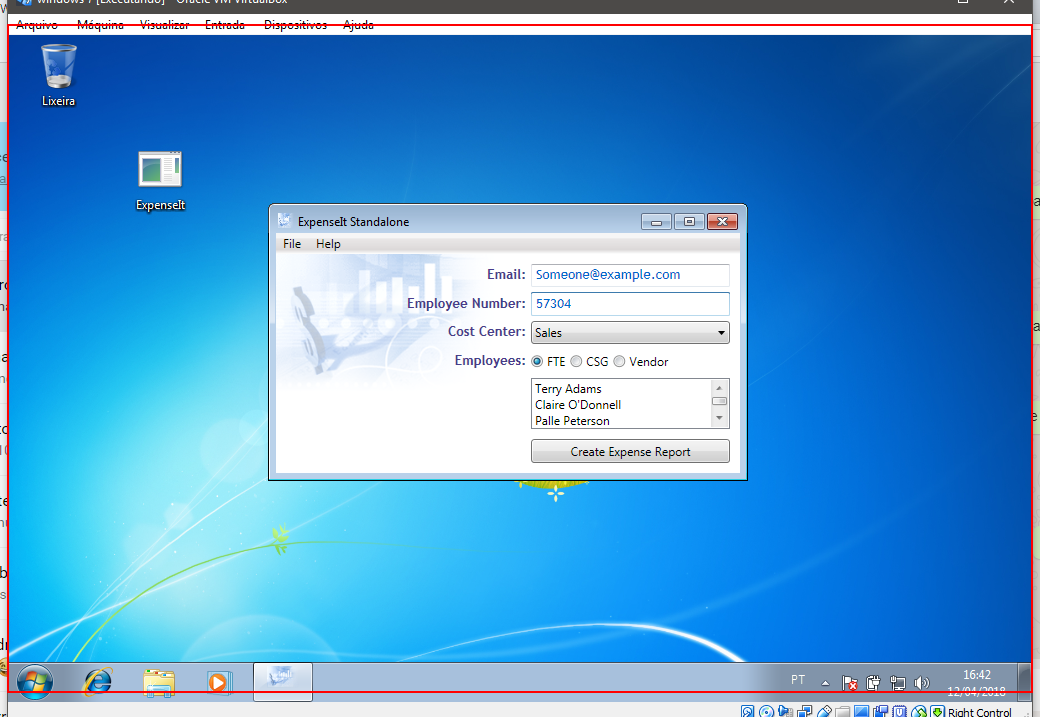 windows 7 [Executando] - Oracle VM VirtualBox
Arquivo Máquina Visualizar Entrada Dispositivos Ajuda
Lixeira
ExpenseIt
ExpenseIt Standalone
File Help
Email: Someone@example.com
Employee Number: 57304
Cost Center: Sales
Employees: FTE CSG Vendor
Terry Adams
Claire O'Donnell
Palle Peterson
Create Expense Report
PT
16:42
12/04/2018
Right Control